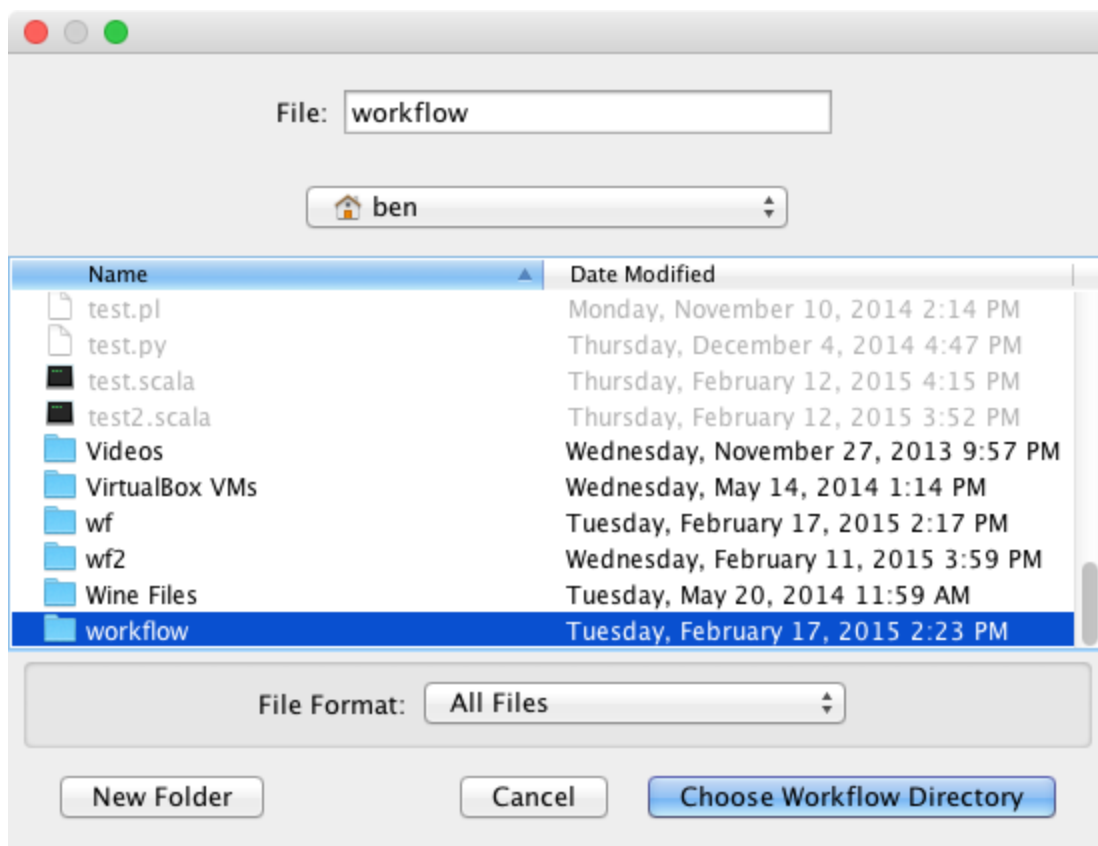 File: workflow
ben
Name Date Modified
test.pl Monday, November 10, 2014 2:14 PM
test.py Thursday, December 4, 2014 4:47 PM
test.scala Thursday, February 12, 2015 4:15 PM
test2.scala Thursday, February 12, 2015 3:52 PM
Videos Wednesday, November 27, 2013 9:57 PM
VirtualBox VMs Wednesday, May 14, 2014 1:14 PM
wf Tuesday, February 17, 2015 2:17 PM
wf2 Wednesday, February 11, 2015 3:59 PM
Wine Files Tuesday, May 20, 2014 11:59 AM
workflow Tuesday, February 17, 2015 2:23 PM
File Format: All Files
New Folder Cancel Choose Workflow Directory